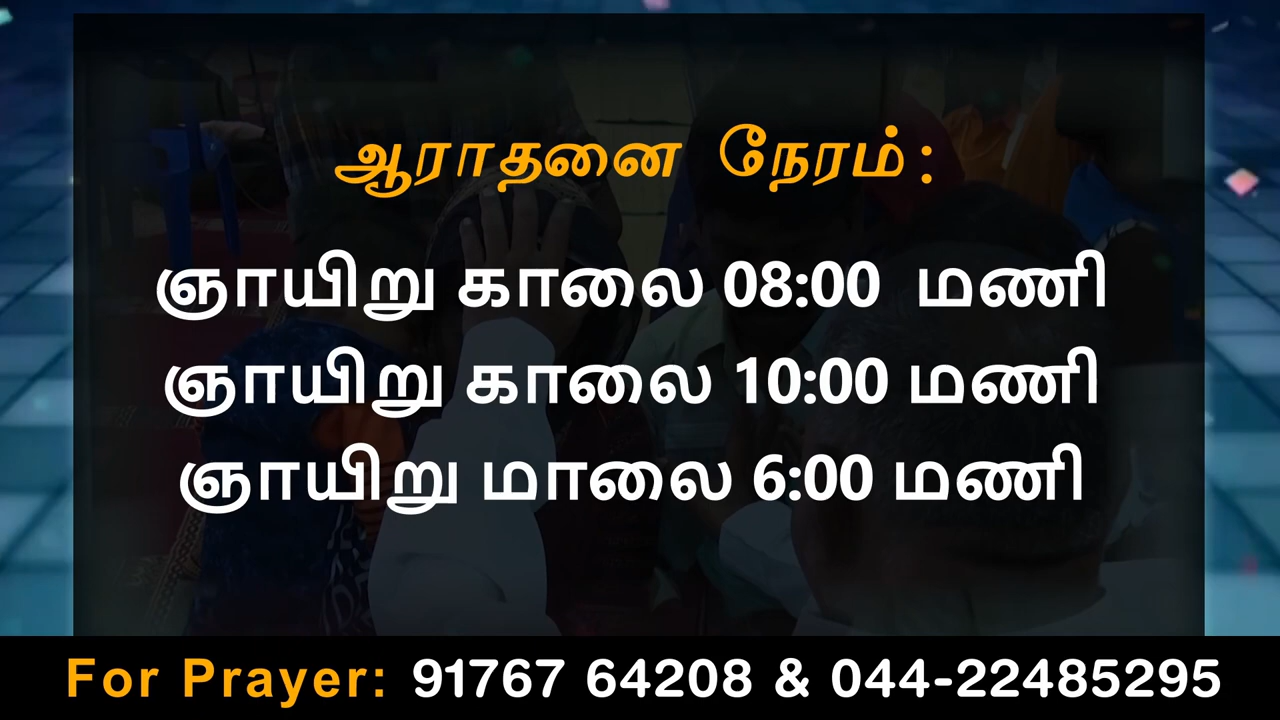 ஆராதனை நேரம்:
ஞாயிறு காலை 08:00 மணி
ஞாயிறு காலை 10:00 மணி
ஞாயிறு மாலை 6:00 மணி
For Prayer: 91767 64208 & 044-22485295